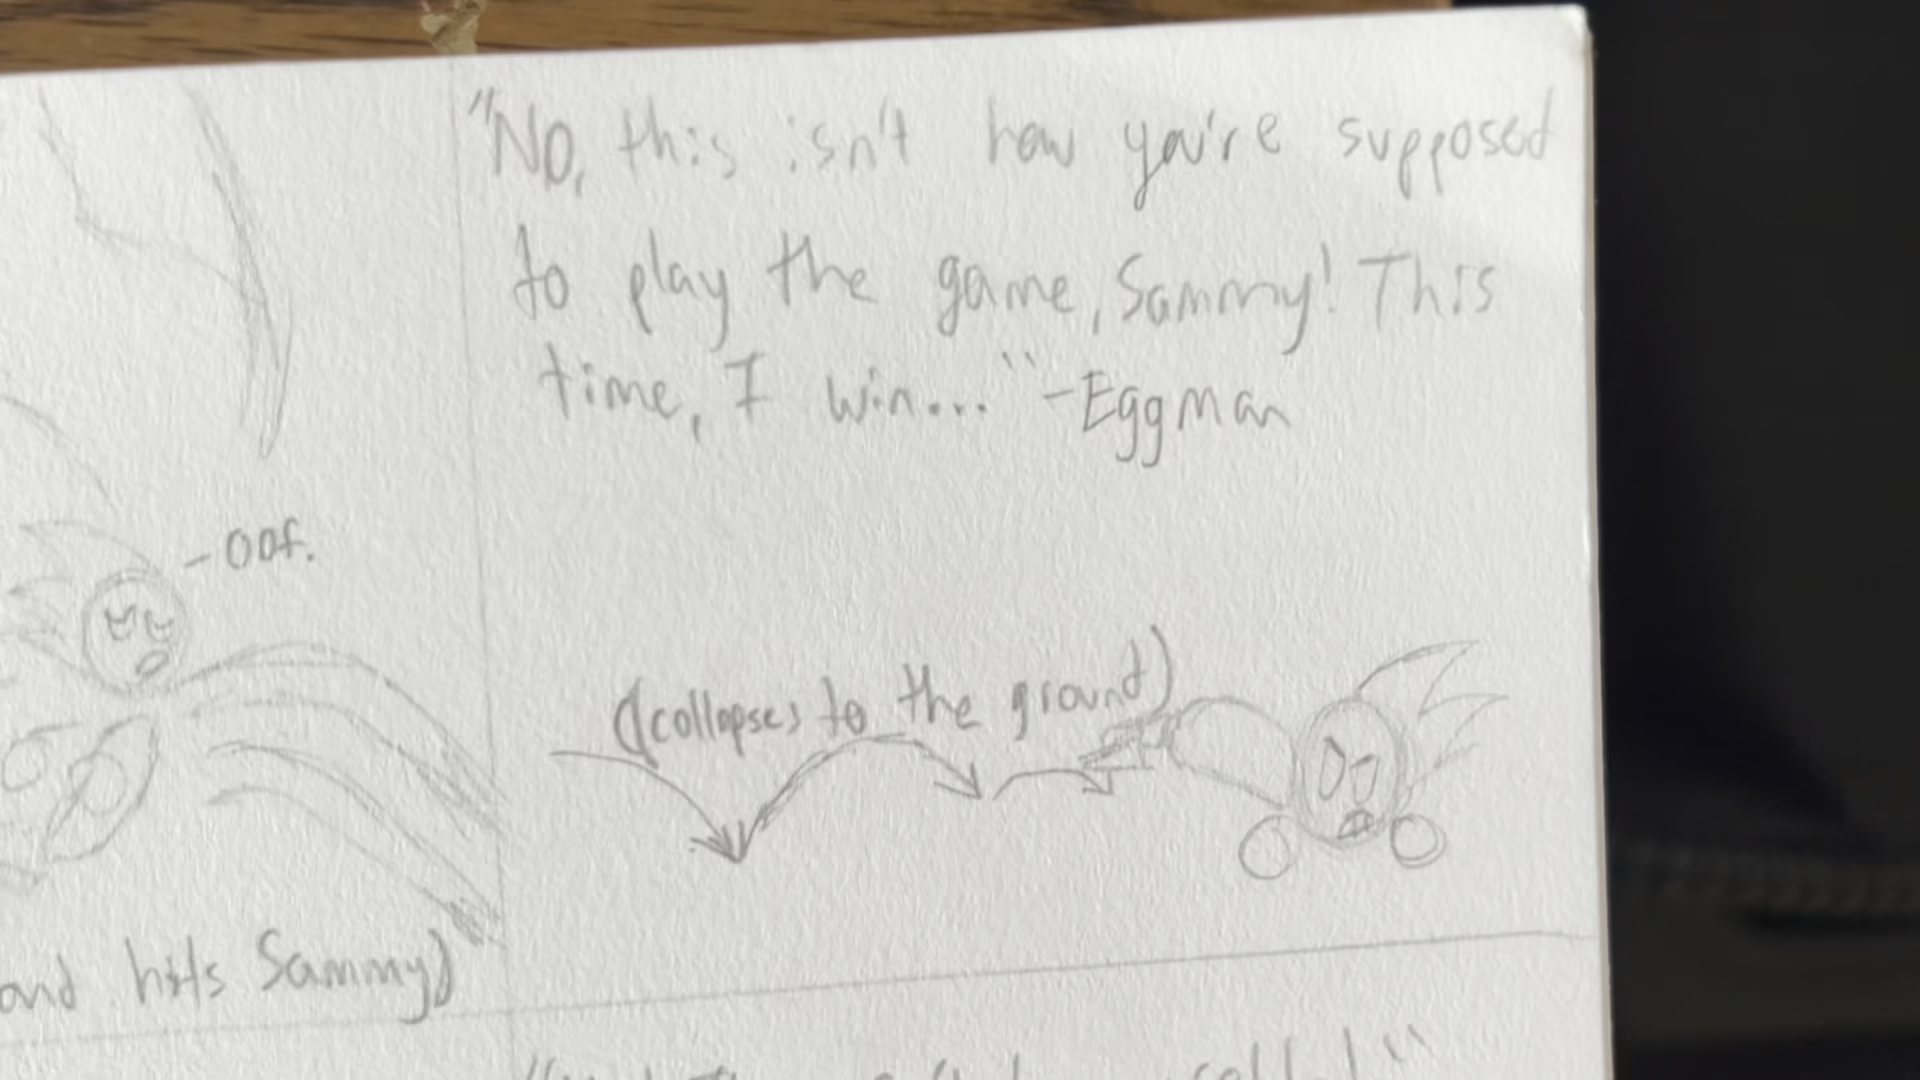 "No, this isn't how you're supposed
to play the game, Sammy! This
time, I win..." -Eggman
- oof.
(collapses to the ground)
and hits Sammy)